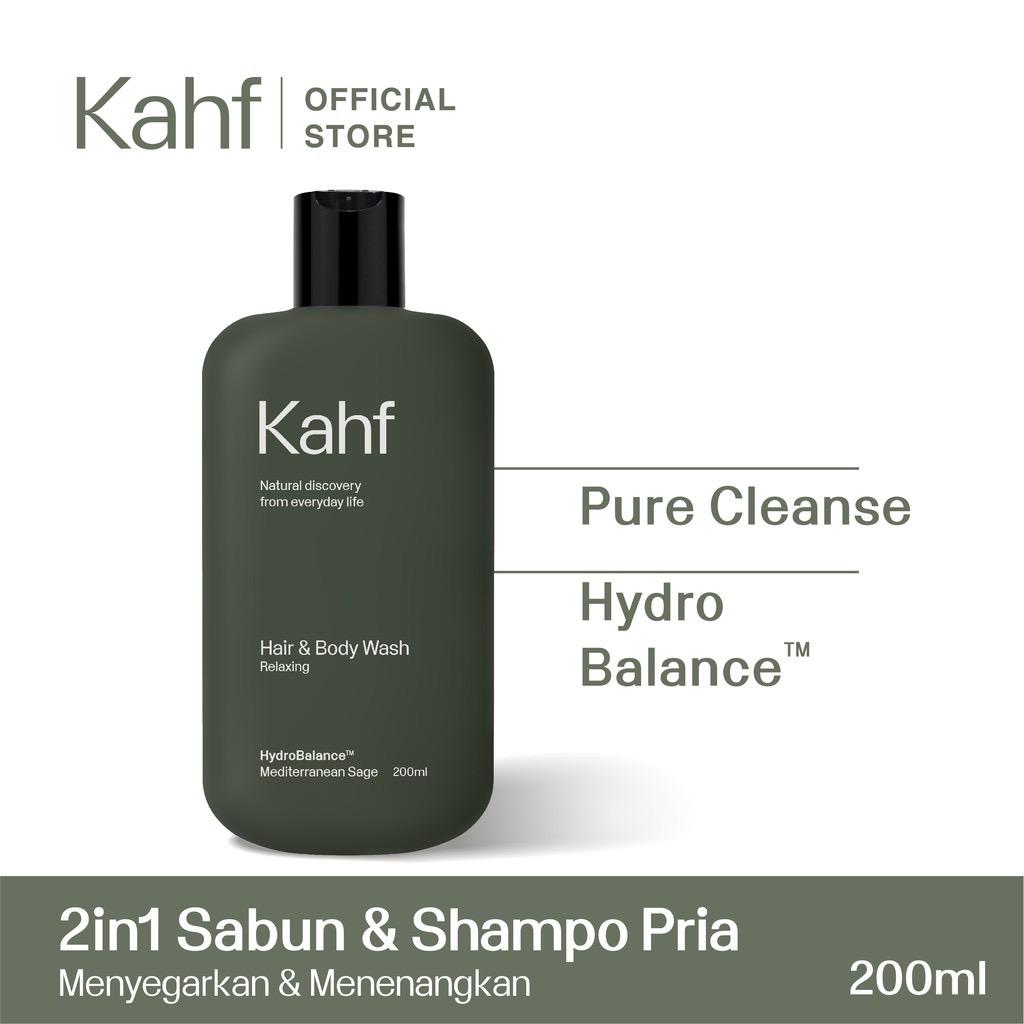 Kahf
OFFICIAL
STORE
Kahf
Natural discovery
from everyday life
Pure Cleanse
Hydro
Balance™
Hair & Body Wash
Relaxing
HydroBalance™
Mediterranean Sage 200ml
2in1 Sabun & Shampo Pria
Menyegarkan & Menenangkan
200ml